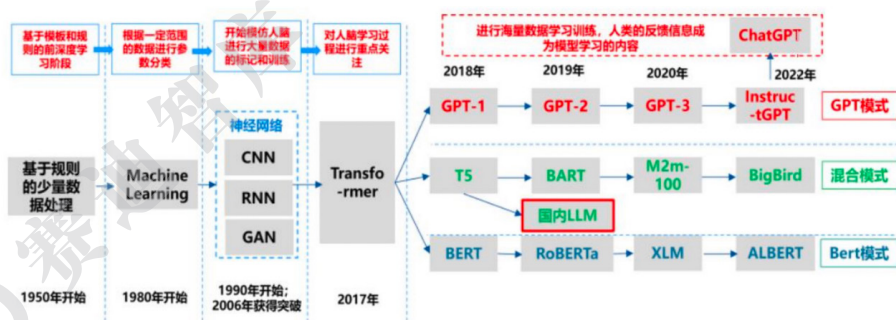 基于模板和规
则的前深度学
习阶段
根据一定范围
的数据进行参
数分类
开始模仿人脑
进行大量数据
的标记和训练
对人脑学习过
程进行重点关
注
进行海量数据学习训练，人类的反馈信息成
为模型学习的内容
ChatGPT
2018年
2019年
2020年
2022年
GPT-1
GPT-2
GPT-3
Instruc
-tGPT
GPT模式
神经网络
CNN
RNN
GAN
基于规则
的少量数
据处理
Machine
Learning
Transfo
-rmer
T5
BART
M2m-
100
BigBird
混合模式
国内LLM
BERT
RoBERTa
XLM
ALBERT
Bert模式
1950年开始
1980年开始
1990年开始；
2006年获得突破
2017年
赛迪智库